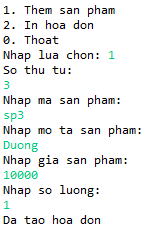 1. Them san pham
2. In hoa don
0. Thoat
Nhap lua chon: 1
So thu tu:
3
Nhap ma san pham:
sp3
Nhap mo ta san pham:
Duong
Nhap gia san pham:
10000
Nhap so luong:
1
Da tao hoa don